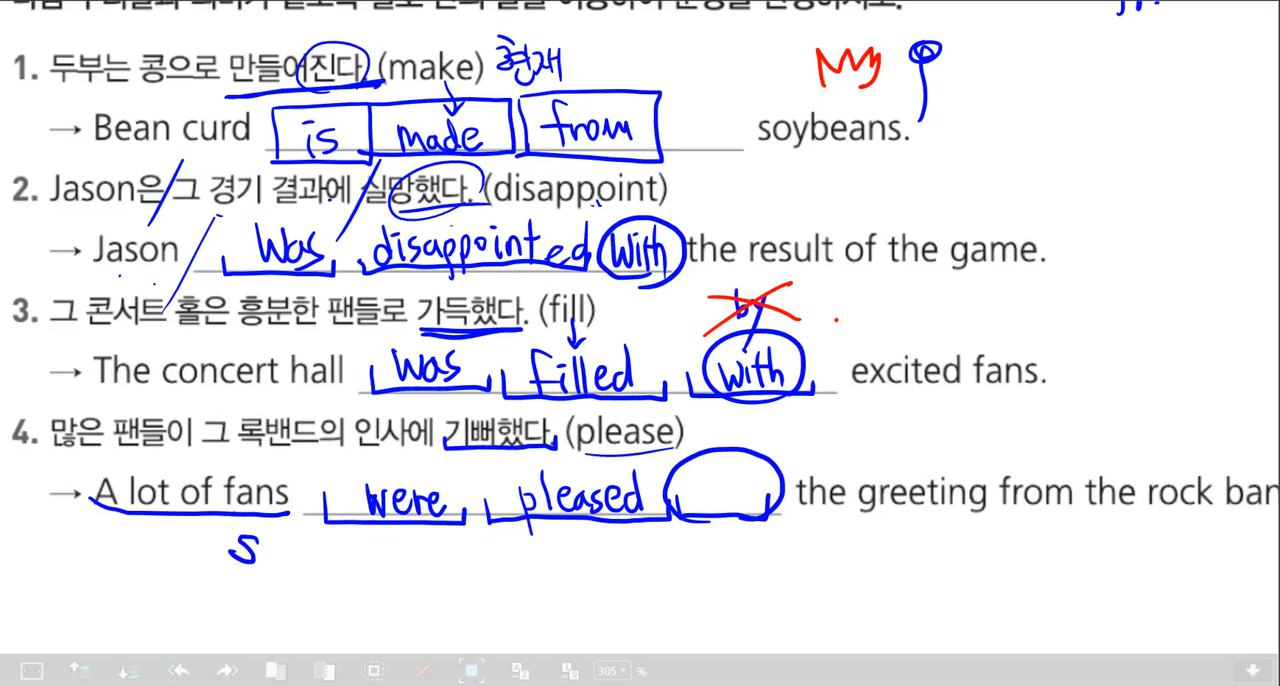 1. 두부는 콩으로 만들어진다. (make) 현재
→ Bean curd is made from soybeans.
2. Jason은 그 경기 결과에 실망했다. (disappoint)
→ Jason was disappointed with the result of the game.
3. 그 콘서트 홀은 흥분한 팬들로 가득했다. (fill)
by
→ The concert hall was filled with excited fans.
4. 많은 팬들이 그 록밴드의 인사에 기뻐했다. (please)
→ A lot of fans were pleased the greeting from the rock ban
S
305 %